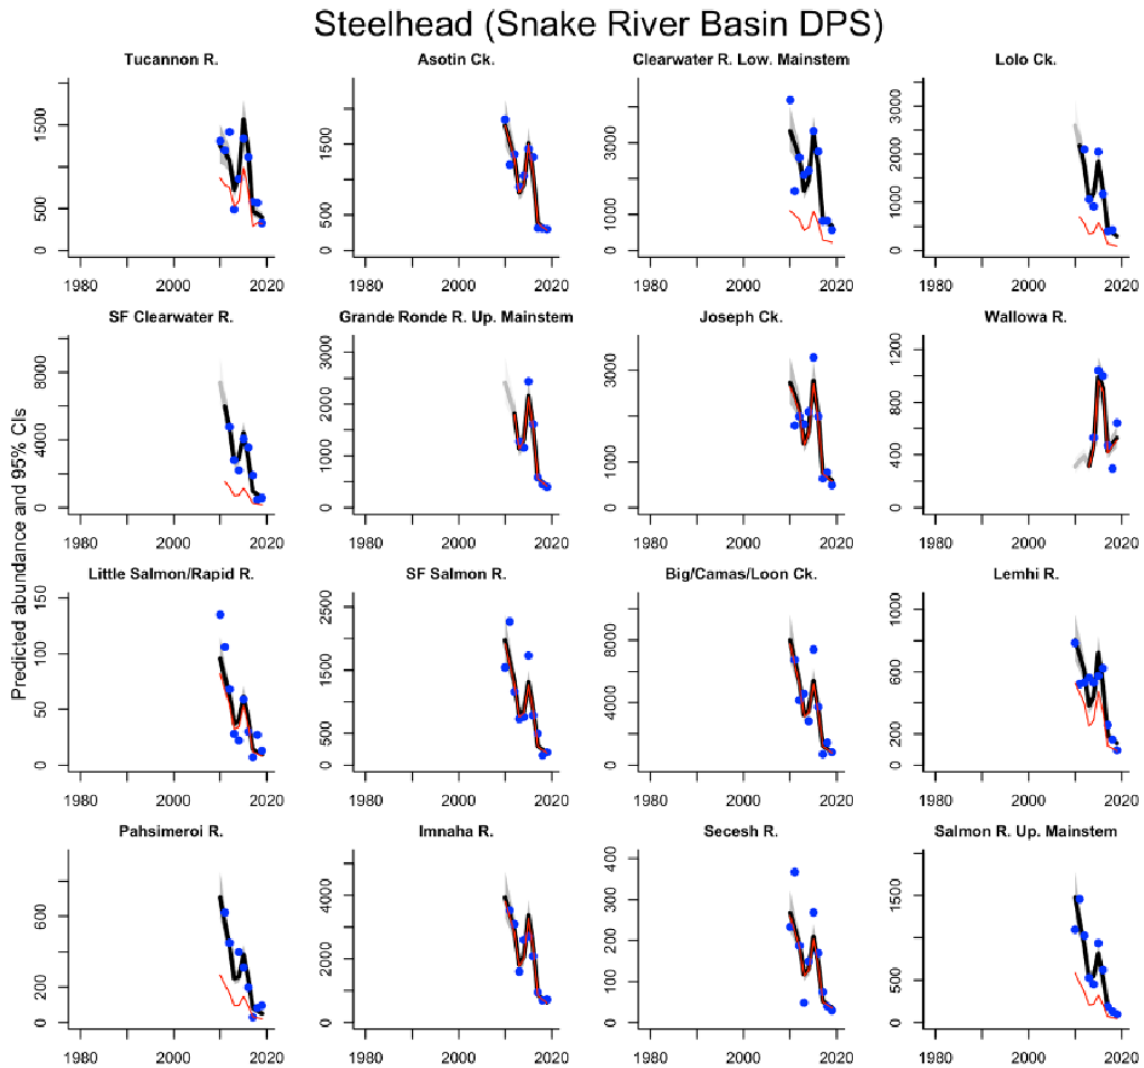 Steelhead (Snake River Basin DPS)
Predicted abundance and 95% CIs
Tucannon R.
0 500 1500
1980 2000 2020
Asotin Ck.
0 500 1500
1980 2000 2020
Clearwater R. Low. Mainstem
0 1000 3000
1980 2000 2020
Lolo Ck.
0 1000 2000 3500
1980 2000 2020
SF Clearwater R.
0 4000 8000
1980 2000 2020
Grande Ronde R. Up. Mainstem
0 1000 2000 3000
1980 2000 2020
Joseph Ck.
0 1000 3000
1980 2000 2020
Wallowa R.
0 400 800 1200
1980 2000 2020
Little Salmon/Rapid R.
0 50 100 150
1980 2000 2020
SF Salmon R.
0 500 1500 2500
1980 2000 2020
Big/Camas/Loon Ck.
0 4000 8000
1980 2000 2020
Lemhi R.
0 200 600 1000
1980 2000 2020
Pahsimeroi R.
0 200 600
1980 2000 2020
Imnaha R.
0 2000 4000
1980 2000 2020
Secesh R.
0 100 200 300 400
1980 2000 2020
Salmon R. Up. Mainstem
0 500 1500
1980 2000 2020